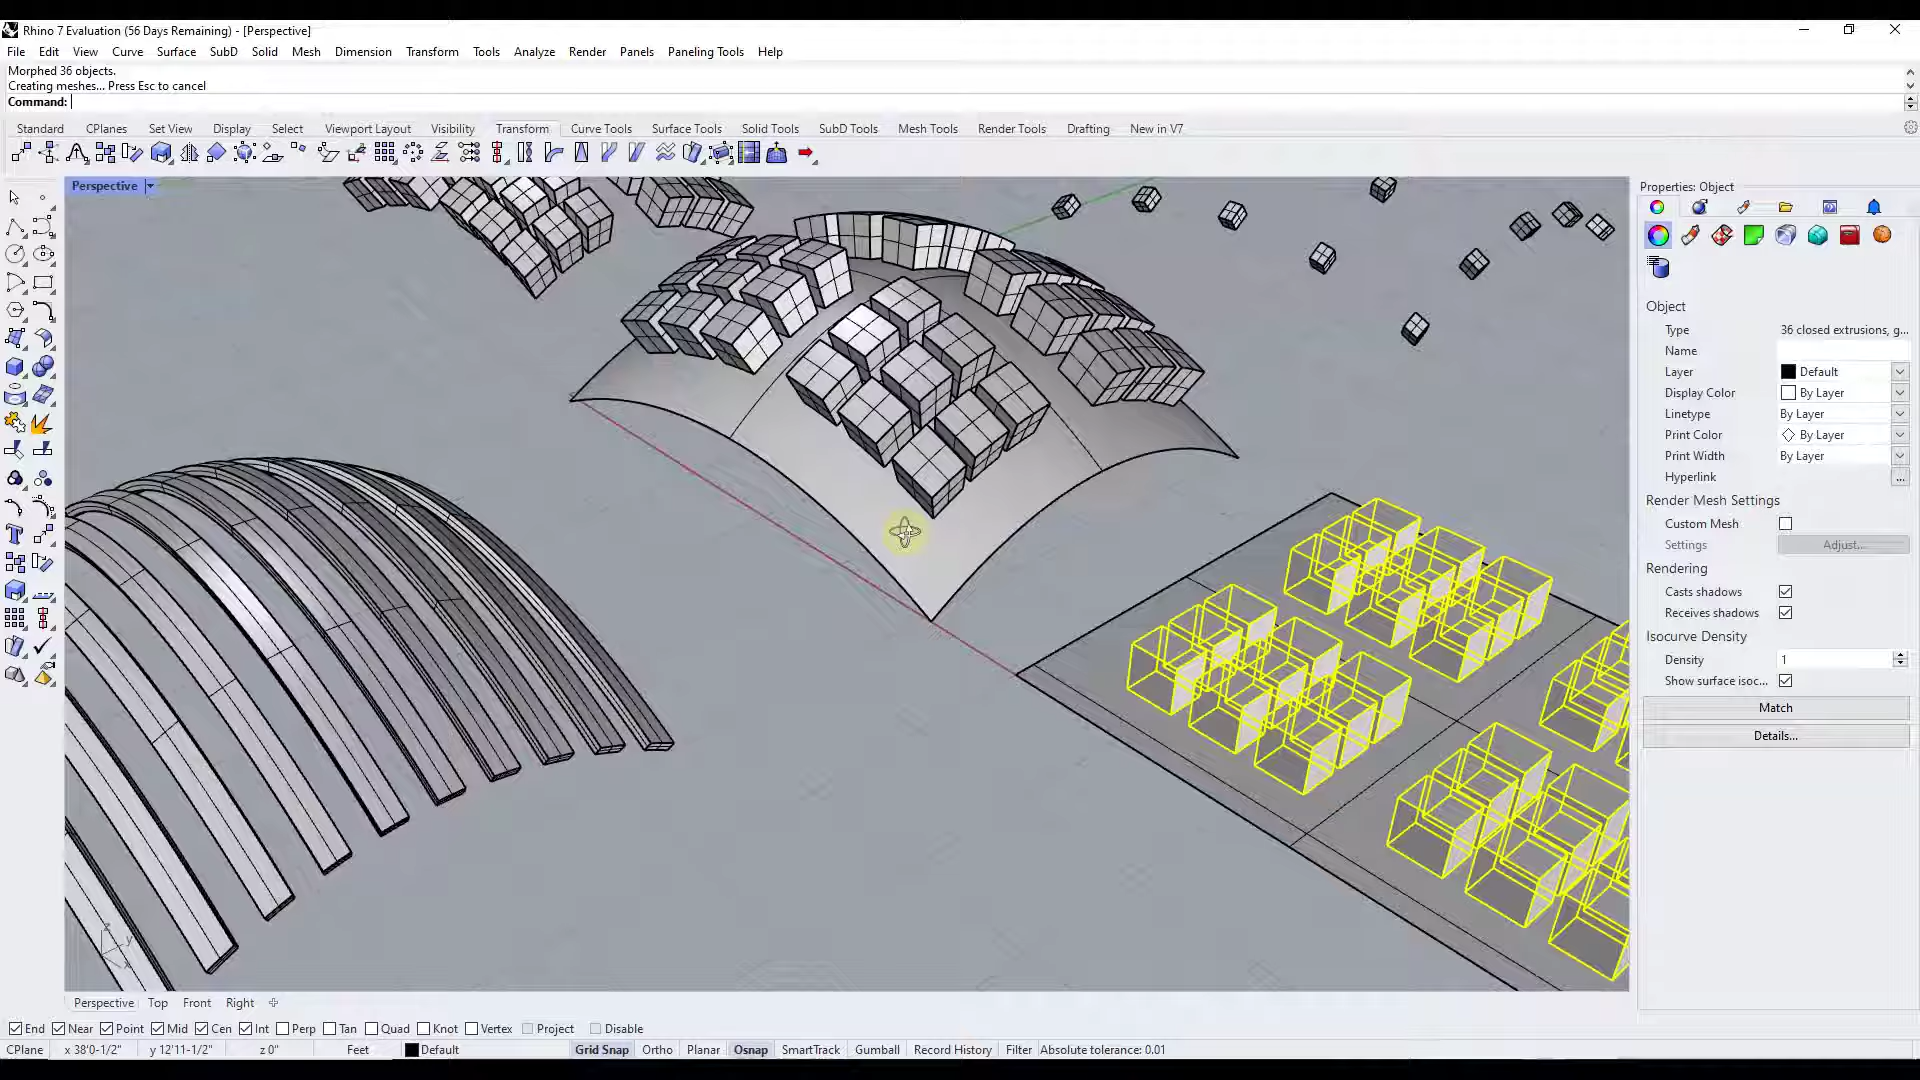 Rhino 7 Evaluation (56 Days Remaining) - [Perspective]
File Edit View Curve Surface SubD Solid Mesh Dimension Transform Tools Analyze Render Panels Paneling Tools Help
Morphed 36 objects.
Creating meshes... Press Esc to cancel
Command:
Standard CPlanes Set View Display Select Viewport Layout Visibility Transform Curve Tools Surface Tools Solid Tools SubD Tools Mesh Tools Render Tools Drafting New in V7
Perspective
Properties: Object
Object
Type 36 closed extrusions, g...
Name
Layer Default
Display Color By Layer
Linetype By Layer
Print Color By Layer
Print Width By Layer
Hyperlink ...
Render Mesh Settings
Custom Mesh
Settings Adjust...
Rendering
Casts shadows
Receives shadows
Isocurve Density
Density 1
Show surface isoc...
Match
Details...
z
y
x
Perspective Top Front Right
End Near Point Mid Cen Int Perp Tan Quad Knot Vertex Project Disable
CPlane x 38'0-1/2" y 12'11-1/2" z 0" Feet Default Grid Snap Ortho Planar Osnap SmartTrack Gumball Record History Filter Absolute tolerance: 0.01